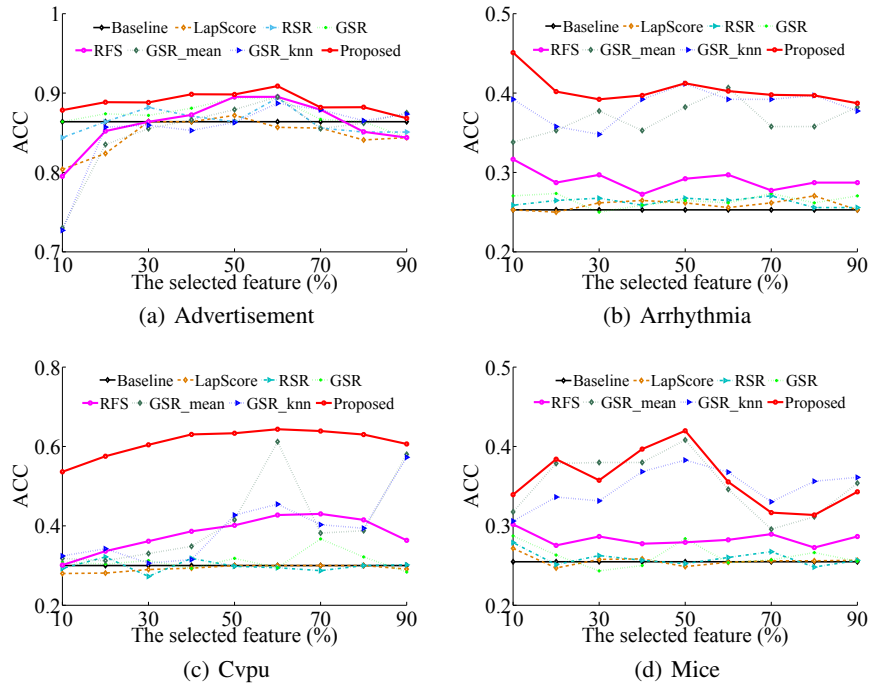 1
0.9
0.8
0.7
ACC
Baseline LapScore RSR GSR
RFS GSR_mean GSR_knn Proposed
10 30 50 70 90
The selected feature (%)
(a) Advertisement
0.5
0.4
0.3
0.2
ACC
Baseline LapScore RSR GSR
RFS GSR_mean GSR_knn Proposed
10 30 50 70 90
The selected feature (%)
(b) Arrhythmia
0.8
0.6
0.4
0.2
ACC
Baseline LapScore RSR GSR
RFS GSR_mean GSR_knn Proposed
10 30 50 70 90
The selected feature (%)
(c) Cvpu
0.5
0.4
0.3
0.2
ACC
Baseline LapScore RSR GSR
RFS GSR_mean GSR_knn Proposed
10 30 50 70 90
The selected feature (%)
(d) Mice